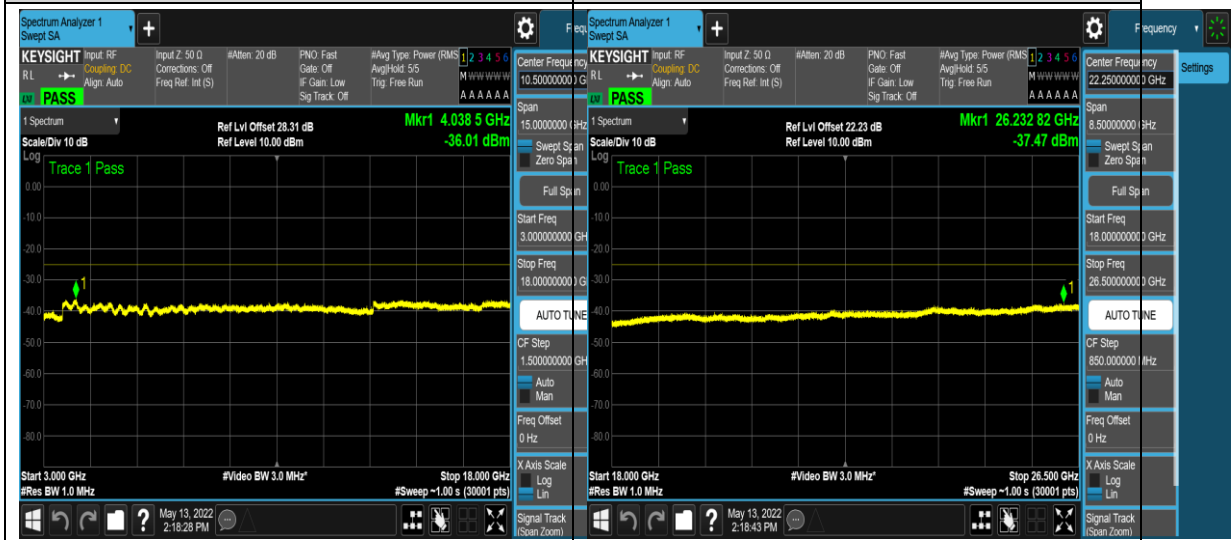 Spectrum Analyzer 1
Swept SA
KEYSIGHT
RL
Input: RF
Coupling: DC
Align: Auto
Input Z: 50 Ω
Corrections: Off
Freq Ref: Int (S)
#Atten: 20 dB
PNO: Fast
Gate: Off
IF Gain: Low
Sig Track: Off
#Avg Type: Power (RMS
Avg|Hold: 5/5
Trig: Free Run
1 2 3 4 5 6
M W W W W W
A A A A A A
PASS
1 Spectrum
Scale/Div 10 dB
Ref Lvl Offset 28.31 dB
Ref Level 10.00 dBm
Mkr1 4.038 5 GHz
-36.01 dBm
Log
Trace 1 Pass
0.00
-10.0
-20.0
-30.0
-40.0
-50.0
-60.0
-70.0
-80.0
1
Start 3.000 GHz
#Res BW 1.0 MHz
#Video BW 3.0 MHz*
Stop 18.000 GHz
#Sweep ~1.00 s (30001 pts)
May 13, 2022
2:18:28 PM
Center Frequency
10.50000000 G
Span
15.0000000 GHz
Swept Span
Zero Span
Full Span
Start Freq
3.000000000 GH
Stop Freq
18.00000000 G
AUTO TUNE
CF Step
1.500000000 GH
Auto
Man
Freq Offset
0 Hz
X Axis Scale
Log
Lin
Signal Track
(Span Zoom)
Spectrum Analyzer 1
Swept SA
KEYSIGHT
RL
Input: RF
Coupling: DC
Align: Auto
Input Z: 50 Ω
Corrections: Off
Freq Ref: Int (S)
#Atten: 20 dB
PNO: Fast
Gate: Off
IF Gain: Low
Sig Track: Off
#Avg Type: Power (RMS
Avg|Hold: 5/5
Trig: Free Run
1 2 3 4 5 6
M W W W W W
A A A A A A
PASS
1 Spectrum
Scale/Div 10 dB
Ref Lvl Offset 22.23 dB
Ref Level 10.00 dBm
Mkr1 26.232 82 GHz
-37.47 dBm
Log
Trace 1 Pass
0.00
-10.0
-20.0
-30.0
-40.0
-50.0
-60.0
-70.0
-80.0
1
Start 18.000 GHz
#Res BW 1.0 MHz
#Video BW 3.0 MHz*
Stop 26.500 GHz
#Sweep ~1.00 s (30001 pts)
May 13, 2022
2:18:43 PM
Frequency
Settings
Center Frequency
22.250000000 GHz
Span
8.50000000 GHz
Swept Span
Zero Span
Full Span
Start Freq
18.000000000 GHz
Stop Freq
26.500000000 GHz
AUTO TUNE
CF Step
850.000000 MHz
Auto
Man
Freq Offset
0 Hz
X Axis Scale
Log
Lin
Signal Track
(Span Zoom)